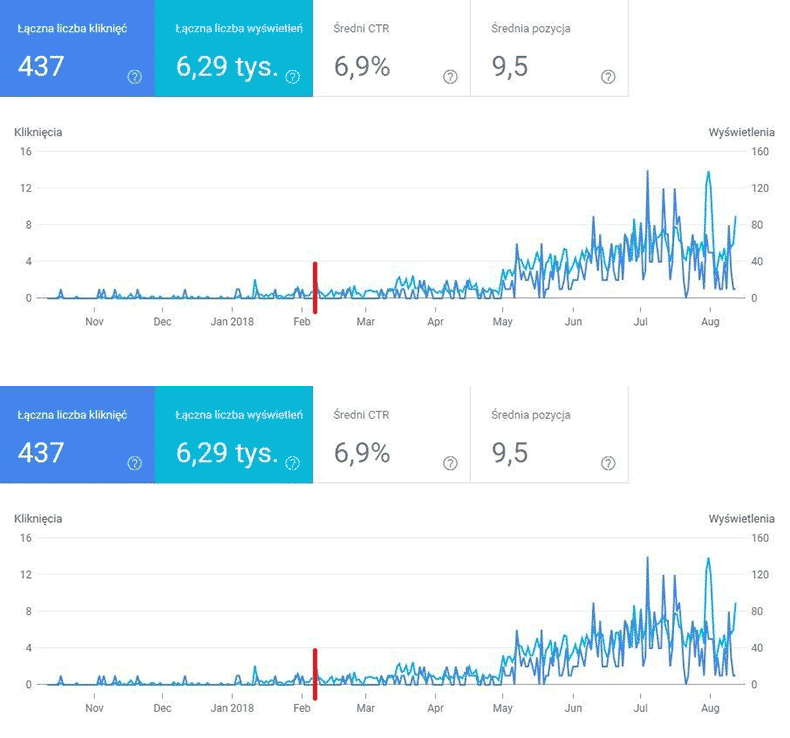 Łączna liczba kliknięć Łączna liczba wyświetleń Średni CTR Średnia pozycja
437 6,29 tys. 6,9% 9,5
Kliknięcia Wyświetlenia
16 160
12 120
8 80
4 40
0 0
Nov Dec Jan 2018 Feb Mar Apr May Jun Jul Aug
Łączna liczba kliknięć Łączna liczba wyświetleń Średni CTR Średnia pozycja
437 6,29 tys. 6,9% 9,5
Kliknięcia Wyświetlenia
16 160
12 120
8 80
4 40
0 0
Nov Dec Jan 2018 Feb Mar Apr May Jun Jul Aug